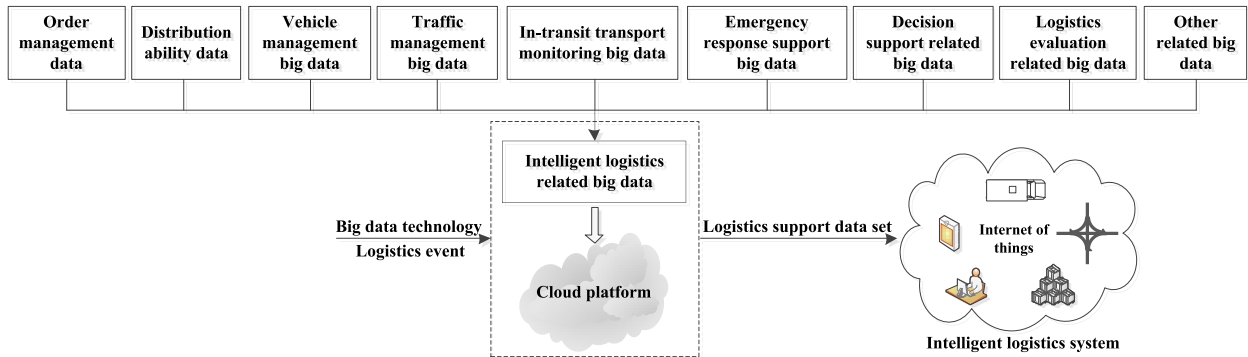 Order
management
data
Distribution
ability data
Vehicle
management
big data
Traffic
management
big data
In-transit transport
monitoring big data
Emergency
response support
big data
Decision
support related
big data
Logistics
evaluation
related big data
Other
related big
data
Intelligent logistics
related big data
Big data technology
Logistics event
Cloud platform
Logistics support data set
Internet of
things
Intelligent logistics system